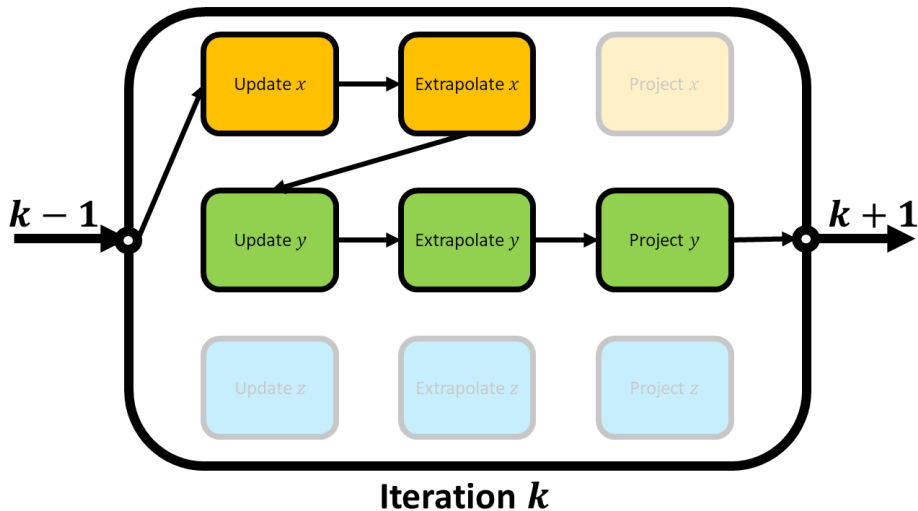 Update x
Extrapolate x
Project x
k − 1
Update y
Extrapolate y
Project y
k + 1
Update z
Extrapolate z
Project z
Iteration k